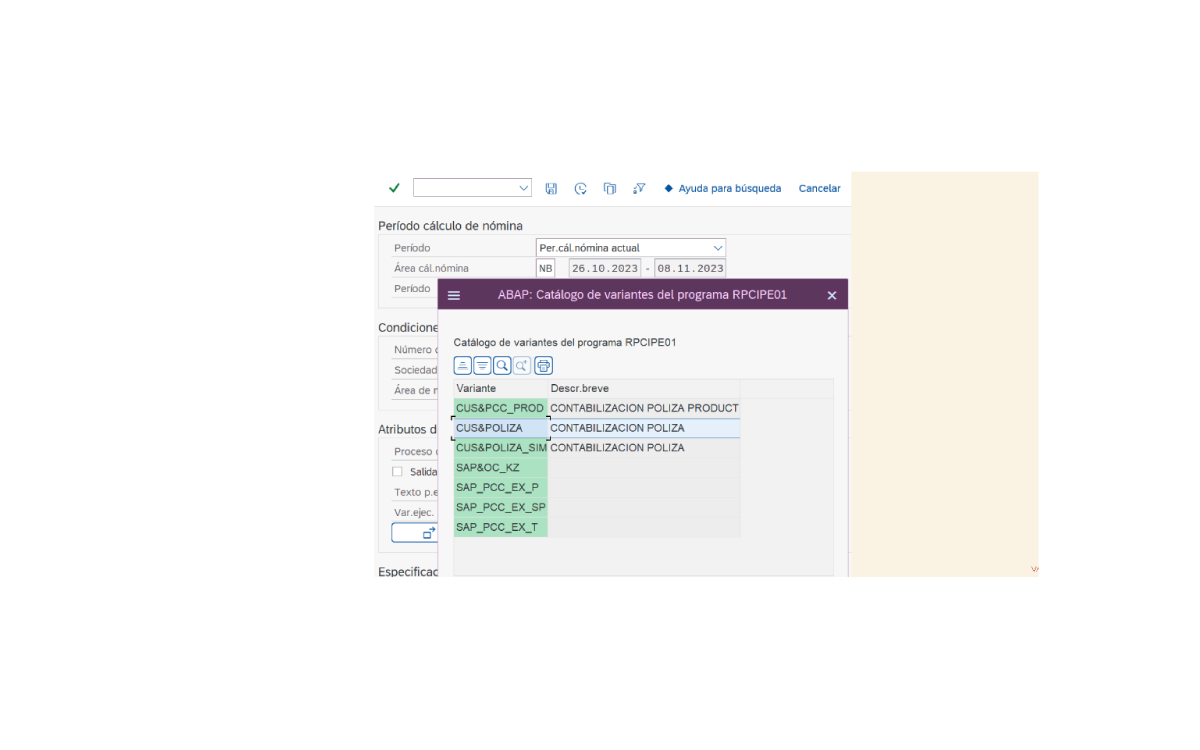 Ayuda para búsqueda Cancelar
Período cálculo de nómina
Período Per.cál.nómina actual
Área cál.nómina NB 26.10.2023 - 08.11.2023
Período
ABAP: Catálogo de variantes del programa RPCIPE01
Condicione
Número
Sociedad
Área de
Catálogo de variantes del programa RPCIPE01
Variante Descr.breve
CUS&PCC_PROD CONTABILIZACION POLIZA PRODUCT
CUS&POLIZA CONTABILIZACION POLIZA
CUS&POLIZA_SIM CONTABILIZACION POLIZA
SAP&OC_KZ
SAP_PCC_EX_P
SAP_PCC_EX_SP
SAP_PCC_EX_T
Atributos d
Proceso
Salida
Texto p.e
Var.ejec.
Especificac